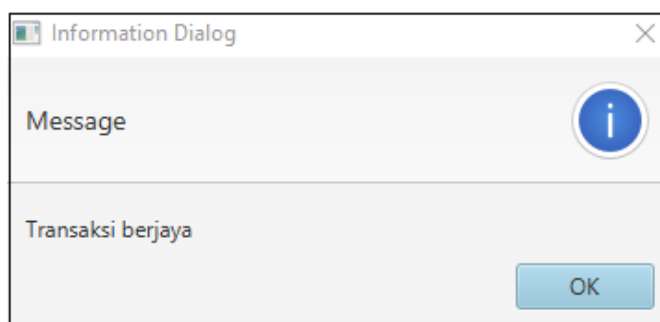 Information Dialog
Message
i
Transaksi berjaya
OK